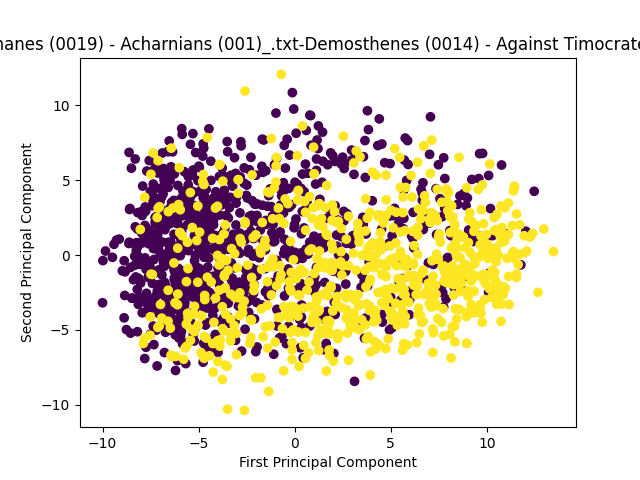 hanes (0019) - Acharnians (001)_.txt-Demosthenes (0014) - Against Timocrate
10
5
0
−5
−10
Second Principal Component
−10 −5 0 5 10
First Principal Component